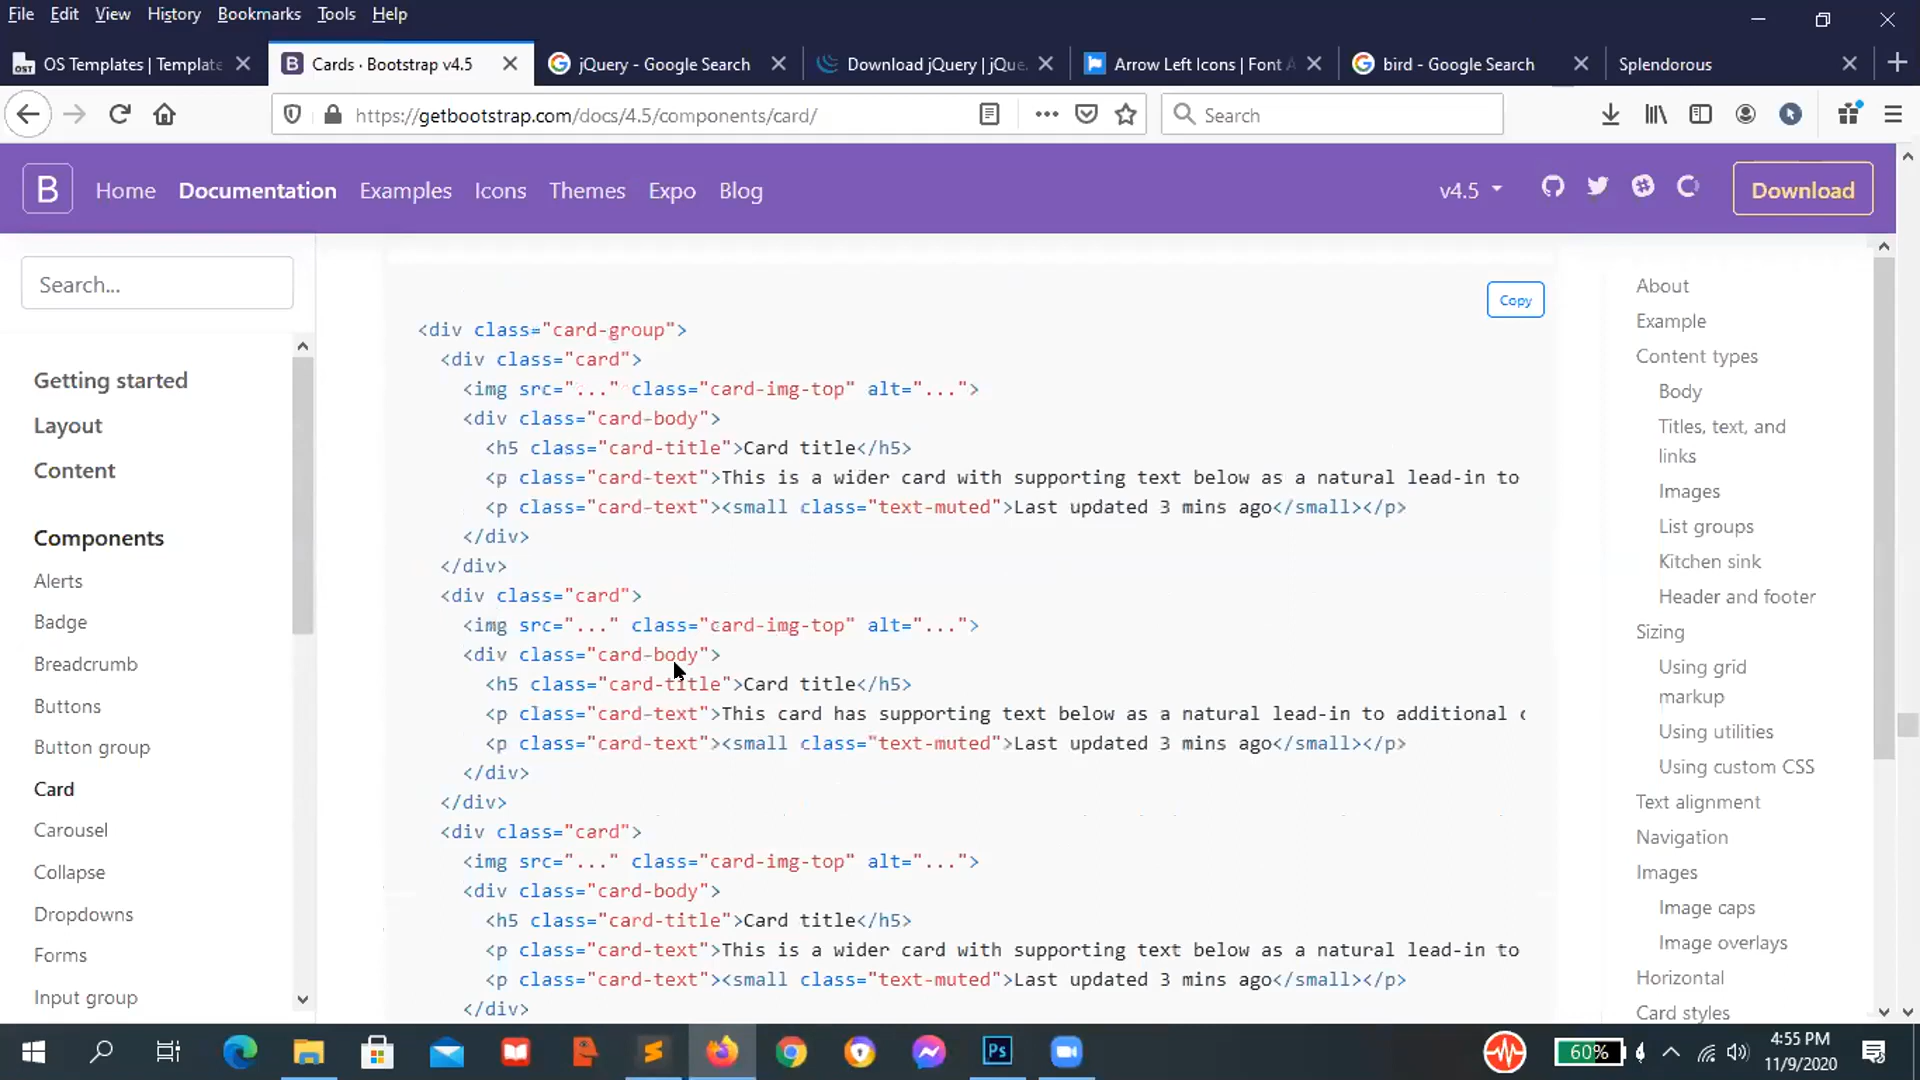 File Edit View History Bookmarks Tools Help
OST OS Templates | Template
B Cards · Bootstrap v4.5
jQuery - Google Search
Download jQuery | jQue
Arrow Left Icons | Font A
bird - Google Search
Splendorous
https://getbootstrap.com/docs/4.5/components/card/
Search
B Home Documentation Examples Icons Themes Expo Blog v4.5 Download
Search...
Getting started
Layout
Content
Components
Alerts
Badge
Breadcrumb
Buttons
Button group
Card
Carousel
Collapse
Dropdowns
Forms
Input group
Copy
<div class="card-group">
<div class="card">
<img src="..." class="card-img-top" alt="...">
<div class="card-body">
<h5 class="card-title">Card title</h5>
<p class="card-text">This is a wider card with supporting text below as a natural lead-in to
<p class="card-text"><small class="text-muted">Last updated 3 mins ago</small></p>
</div>
</div>
<div class="card">
<img src="..." class="card-img-top" alt="...">
<div class="card-body">
<h5 class="card-title">Card title</h5>
<p class="card-text">This card has supporting text below as a natural lead-in to additional c
<p class="card-text"><small class="text-muted">Last updated 3 mins ago</small></p>
</div>
</div>
<div class="card">
<img src="..." class="card-img-top" alt="...">
<div class="card-body">
<h5 class="card-title">Card title</h5>
<p class="card-text">This is a wider card with supporting text below as a natural lead-in to
<p class="card-text"><small class="text-muted">Last updated 3 mins ago</small></p>
</div>
About
Example
Content types
Body
Titles, text, and
links
Images
List groups
Kitchen sink
Header and footer
Sizing
Using grid
markup
Using utilities
Using custom CSS
Text alignment
Navigation
Images
Image caps
Image overlays
Horizontal
Card styles
Ps
60%
4:55 PM
11/9/2020